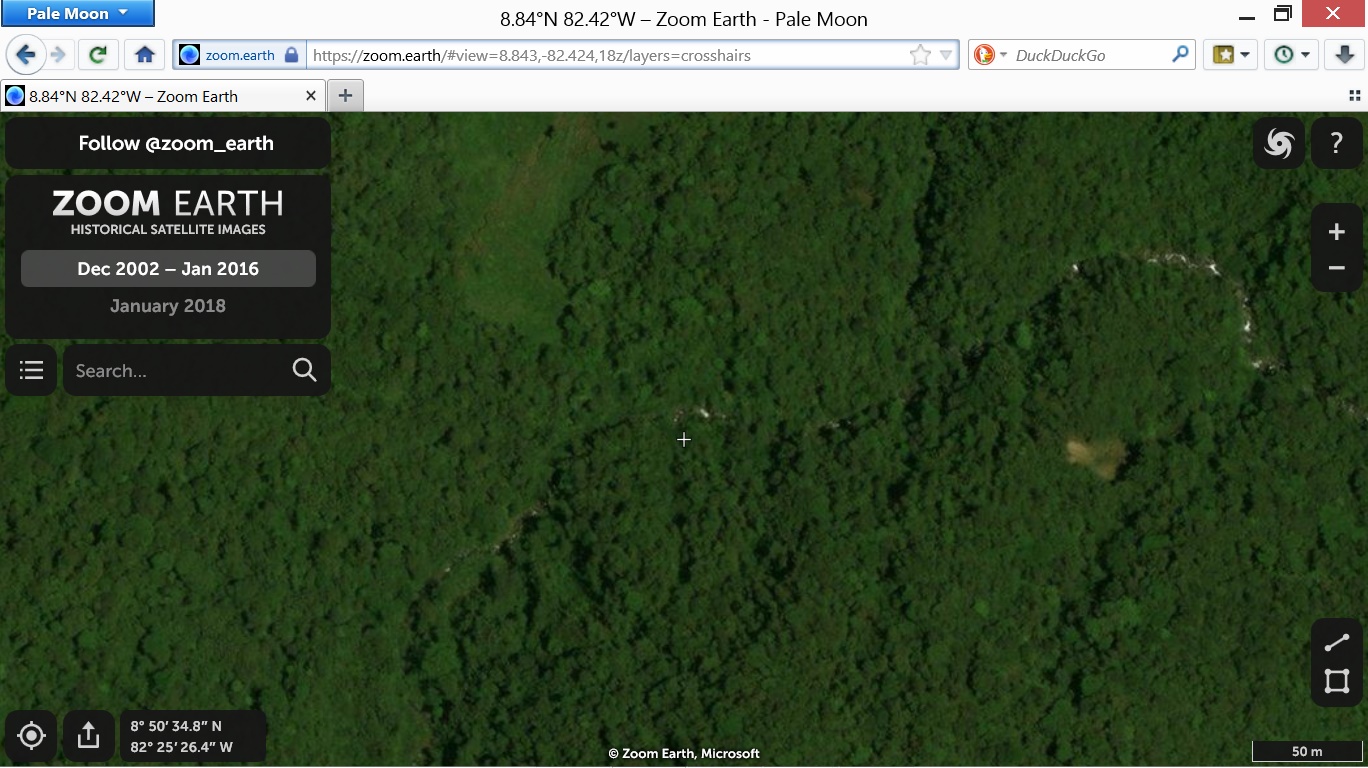 Pale Moon
8.84°N 82.42°W – Zoom Earth - Pale Moon
zoom.earth
https://zoom.earth/#view=8.843,-82.424,18z/layers=crosshairs
DuckDuckGo
8.84°N 82.42°W – Zoom Earth
Follow @zoom_earth
ZOOM EARTH
HISTORICAL SATELLITE IMAGES
Dec 2002 – Jan 2016
January 2018
Search...
?
+
−
8° 50′ 34.8″ N
82° 25′ 26.4″ W
© Zoom Earth, Microsoft
50 m